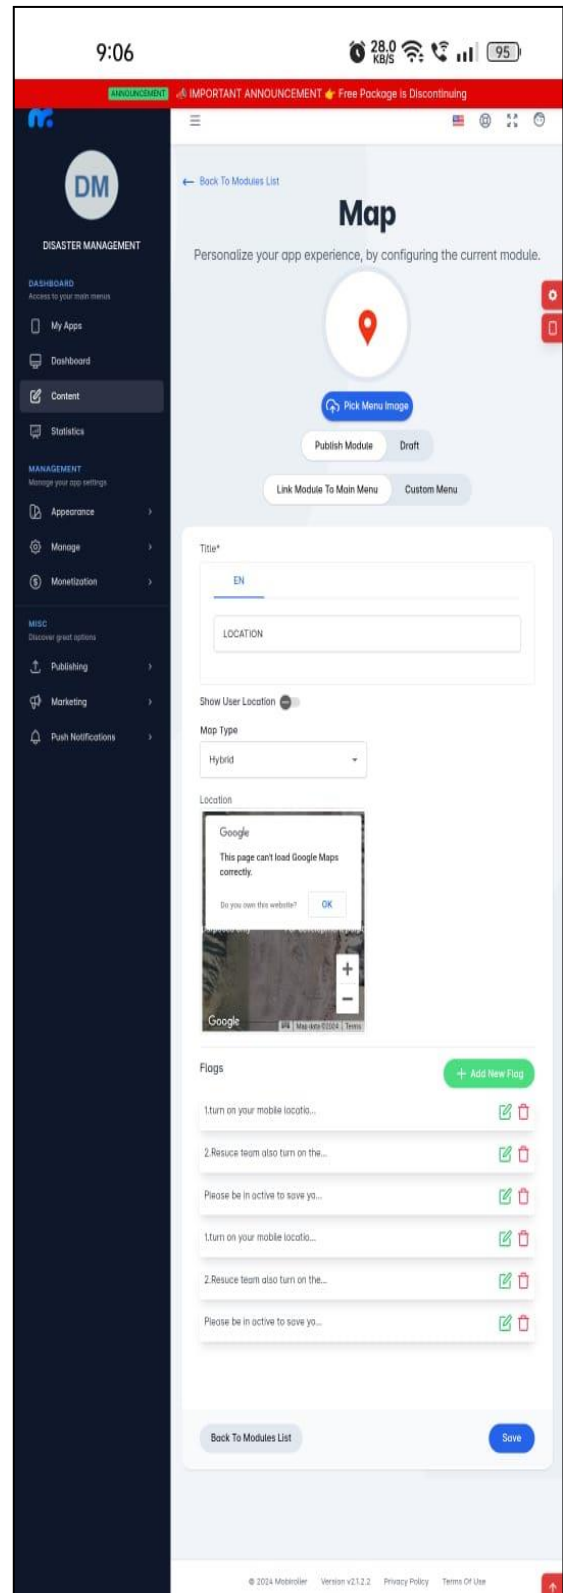 9:06
28.0
KB/S
95
ANNOUNCEMENT
IMPORTANT ANNOUNCEMENT 👉 Free Package Is Discontinuing
DM
DISASTER MANAGEMENT
DASHBOARD
Access to your main menus
My Apps
Dashboard
Content
Statistics
MANAGEMENT
Manage your app settings
Appearance
Manage
Monetization
MISC
Discover great options
Publishing
Marketing
Push Notifications
← Back To Modules List
Map
Personalize your app experience, by configuring the current module.
Pick Menu Image
Publish Module Draft
Link Module To Main Menu Custom Menu
Title*
EN
LOCATION
Show User Location
Map Type
Hybrid
Location
Google
This page can't load Google Maps
correctly.
Do you own this website? OK
+
−
Google
Map data ©2024 Terms
Flags
+ Add New Flag
1.turn on your mobile locatio...
2.Resuce team also turn on the...
Please be in active to save yo...
1.turn on your mobile locatio...
2.Resuce team also turn on the...
Please be in active to save yo...
Back To Modules List
Save
© 2024 Mobiroller Version v2.1.2.2 Privacy Policy Terms Of Use